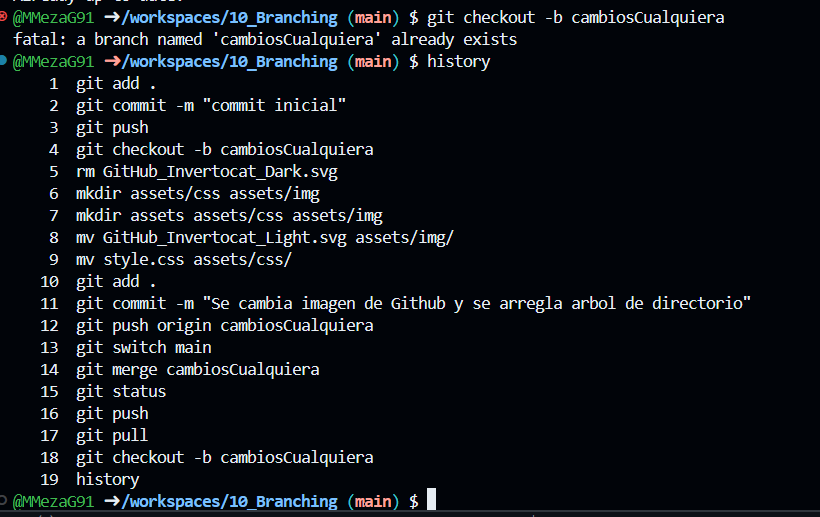 @MMezaG91 ➜/workspaces/10_Branching (main) $ git checkout -b cambiosCualquiera
fatal: a branch named 'cambiosCualquiera' already exists
@MMezaG91 ➜/workspaces/10_Branching (main) $ history
1 git add .
2 git commit -m "commit inicial"
3 git push
4 git checkout -b cambiosCualquiera
5 rm GitHub_Invertocat_Dark.svg
6 mkdir assets/css assets/img
7 mkdir assets assets/css assets/img
8 mv GitHub_Invertocat_Light.svg assets/img/
9 mv style.css assets/css/
10 git add .
11 git commit -m "Se cambia imagen de Github y se arregla arbol de directorio"
12 git push origin cambiosCualquiera
13 git switch main
14 git merge cambiosCualquiera
15 git status
16 git push
17 git pull
18 git checkout -b cambiosCualquiera
19 history
@MMezaG91 ➜/workspaces/10_Branching (main) $